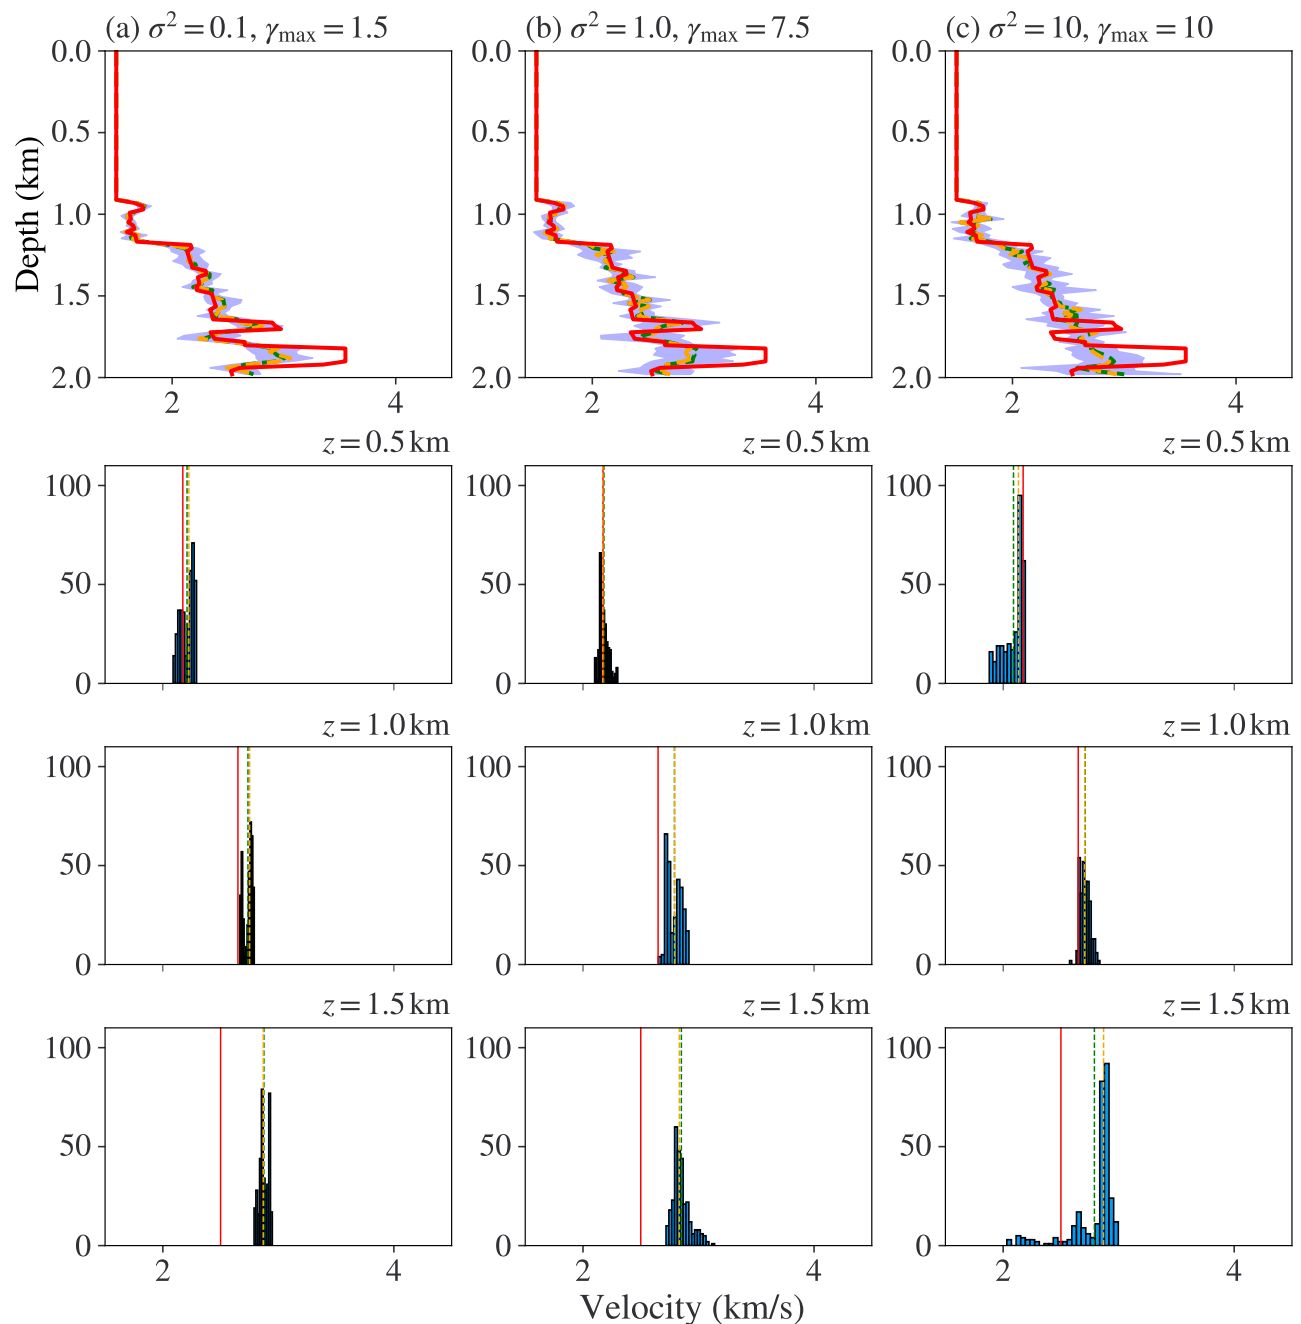 (a) σ² = 0.1, γmax = 1.5
(b) σ² = 1.0, γmax = 7.5
(c) σ² = 10, γmax = 10
0.0 0.0 0.0
0.5 0.5 0.5
1.0 1.0 1.0
1.5 1.5 1.5
2.0 2.0 2.0
Depth (km)
2 4 2 4 2 4
z = 0.5 km z = 0.5 km z = 0.5 km
100 100 100
50 50 50
0 0 0
z = 1.0 km z = 1.0 km z = 1.0 km
100 100 100
50 50 50
0 0 0
z = 1.5 km z = 1.5 km z = 1.5 km
100 100 100
50 50 50
0 0 0
2 4 2 4 2 4
Velocity (km/s)